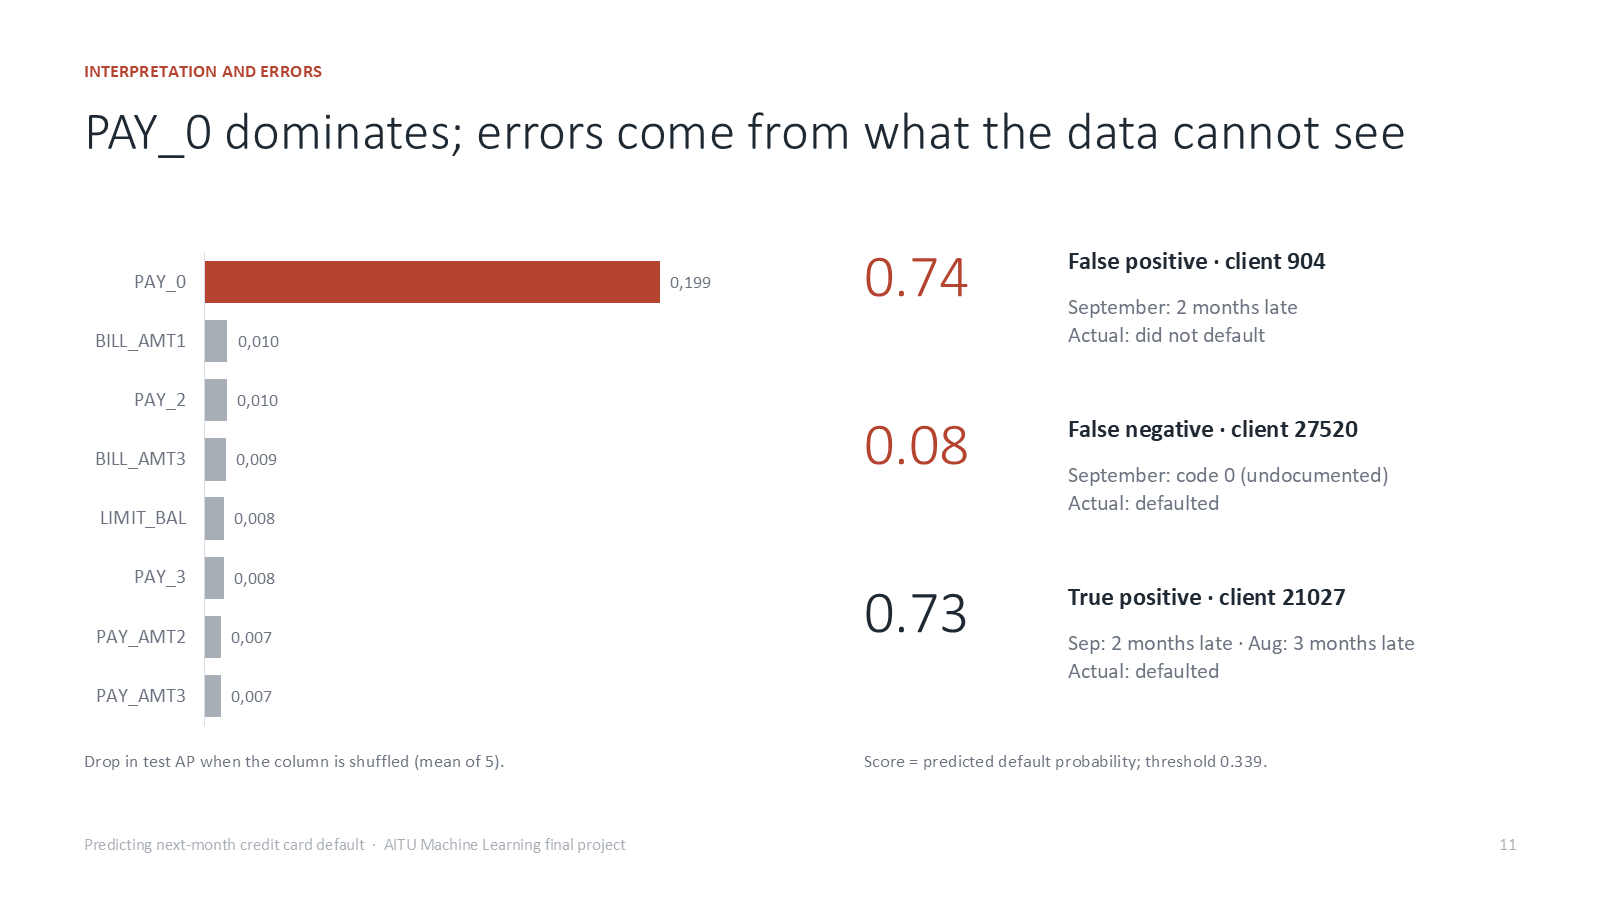 INTERPRETATION AND ERRORS
PAY_0 dominates; errors come from what the data cannot see
PAY_0 0,199
BILL_AMT1 0,010
PAY_2 0,010
BILL_AMT3 0,009
LIMIT_BAL 0,008
PAY_3 0,008
PAY_AMT2 0,007
PAY_AMT3 0,007
Drop in test AP when the column is shuffled (mean of 5).
0.74
False positive · client 904
September: 2 months late
Actual: did not default
0.08
False negative · client 27520
September: code 0 (undocumented)
Actual: defaulted
0.73
True positive · client 21027
Sep: 2 months late · Aug: 3 months late
Actual: defaulted
Score = predicted default probability; threshold 0.339.
Predicting next-month credit card default · AITU Machine Learning final project
11